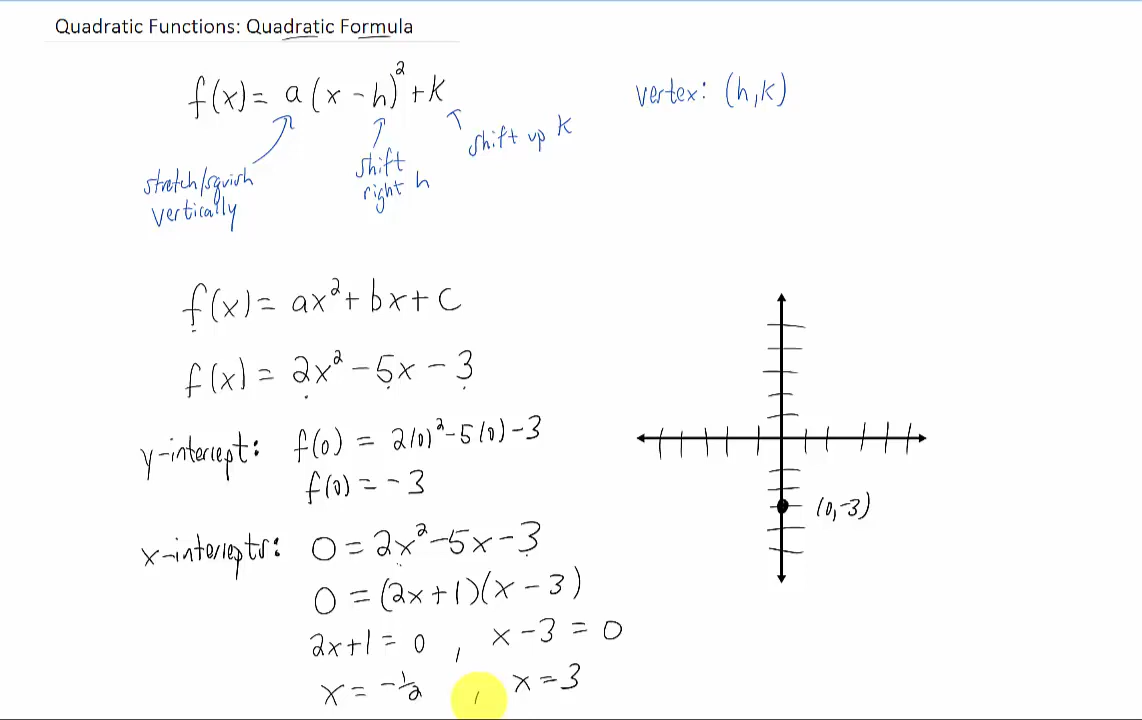 Quadratic Functions: Quadratic Formula
f(x) = a(x - h)² + k
vertex: (h,k)
shift up k
stretch/squish
vertically
shift
right h
f(x) = ax² + bx + c
f(x) = 2x² - 5x - 3
y-intercept: f(0) = 2(0)² - 5(0) - 3
f(0) = -3
(0,-3)
x-intercepts: 0 = 2x² - 5x - 3
0 = (2x + 1)(x - 3)
2x + 1 = 0 , x - 3 = 0
x = -1/2 , x = 3